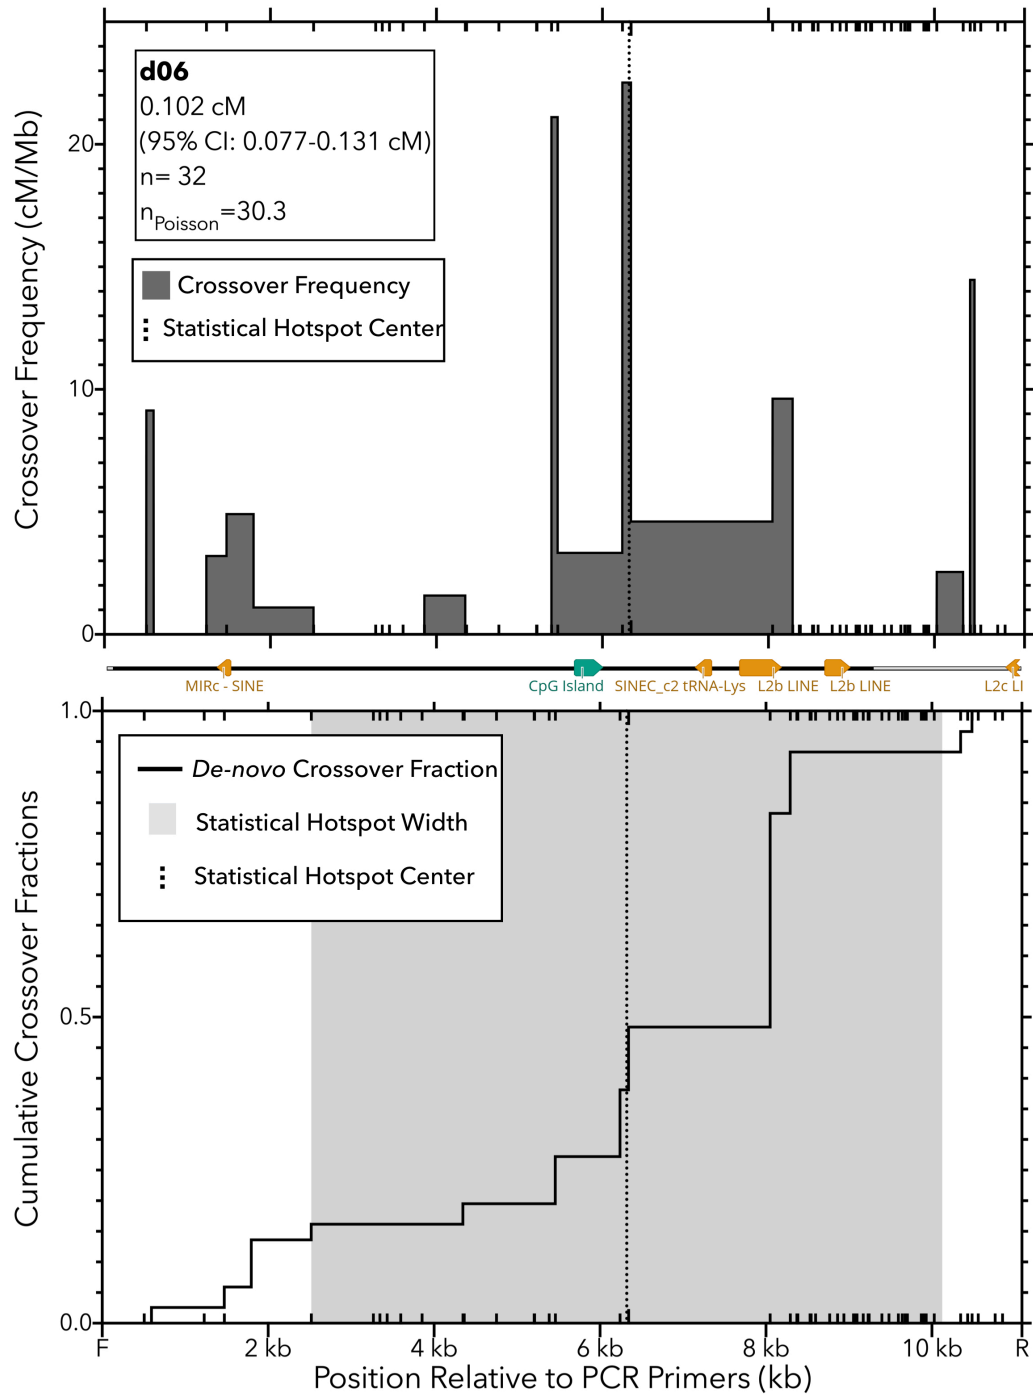 d06
0.102 cM
(95% CI: 0.077-0.131 cM)
n= 32
nPoisson=30.3
Crossover Frequency
Statistical Hotspot Center
Crossover Frequency (cM/Mb)
20
10
0
MIRc - SINE
CpG Island
SINEC_c2 tRNA-Lys
L2b LINE
L2b LINE
L2c LI
De-novo Crossover Fraction
Statistical Hotspot Width
Statistical Hotspot Center
Cumulative Crossover Fractions
1.0
0.5
0.0
F
2 kb
4 kb
6 kb
8 kb
10 kb
R
Position Relative to PCR Primers (kb)